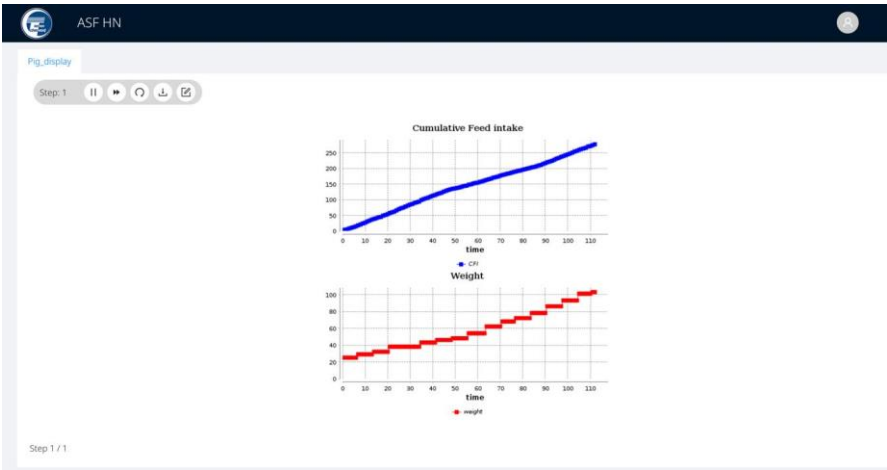 ASF HN
Pig_display
Step: 1
Cumulative Feed intake
250
200
150
100
50
0
0 10 20 30 40 50 60 70 80 90 100 110
time
CFI
Weight
100
80
60
40
20
0
0 10 20 30 40 50 60 70 80 90 100 110
time
weight
Step 1 / 1